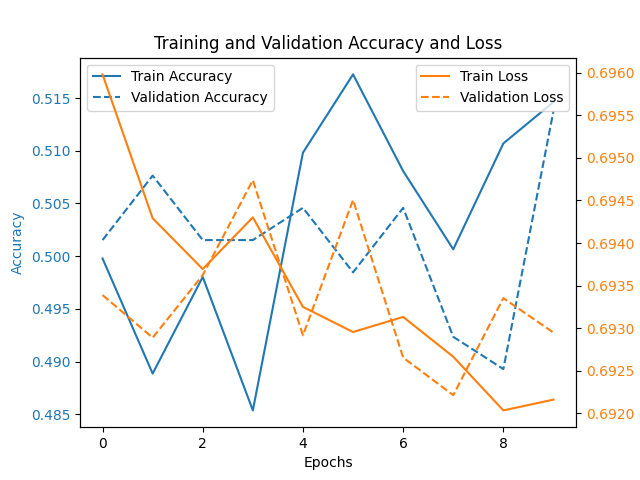 Training and Validation Accuracy and Loss
Train Accuracy
Validation Accuracy
Train Loss
Validation Loss
Accuracy
0.515
0.510
0.505
0.500
0.495
0.490
0.485
0.6960
0.6955
0.6950
0.6945
0.6940
0.6935
0.6930
0.6925
0.6920
0 2 4 6 8
Epochs